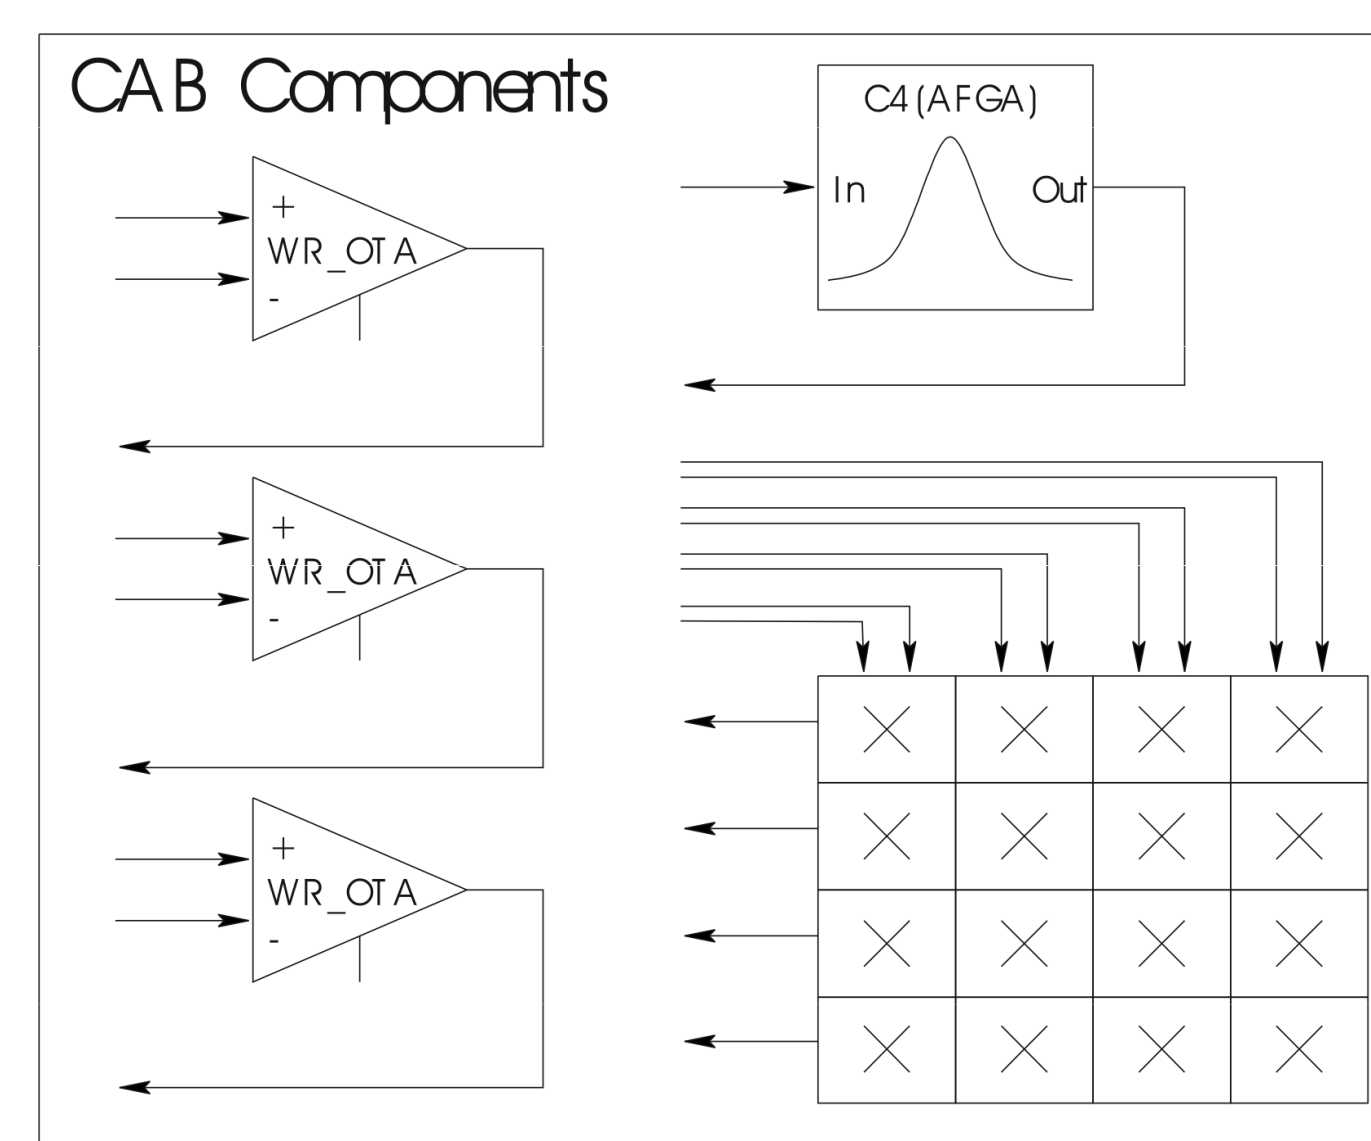 CAB Components
+
WR_OTA
-
C4(AFGA)
In
Out
+
WR_OTA
-
+
WR_OTA
-